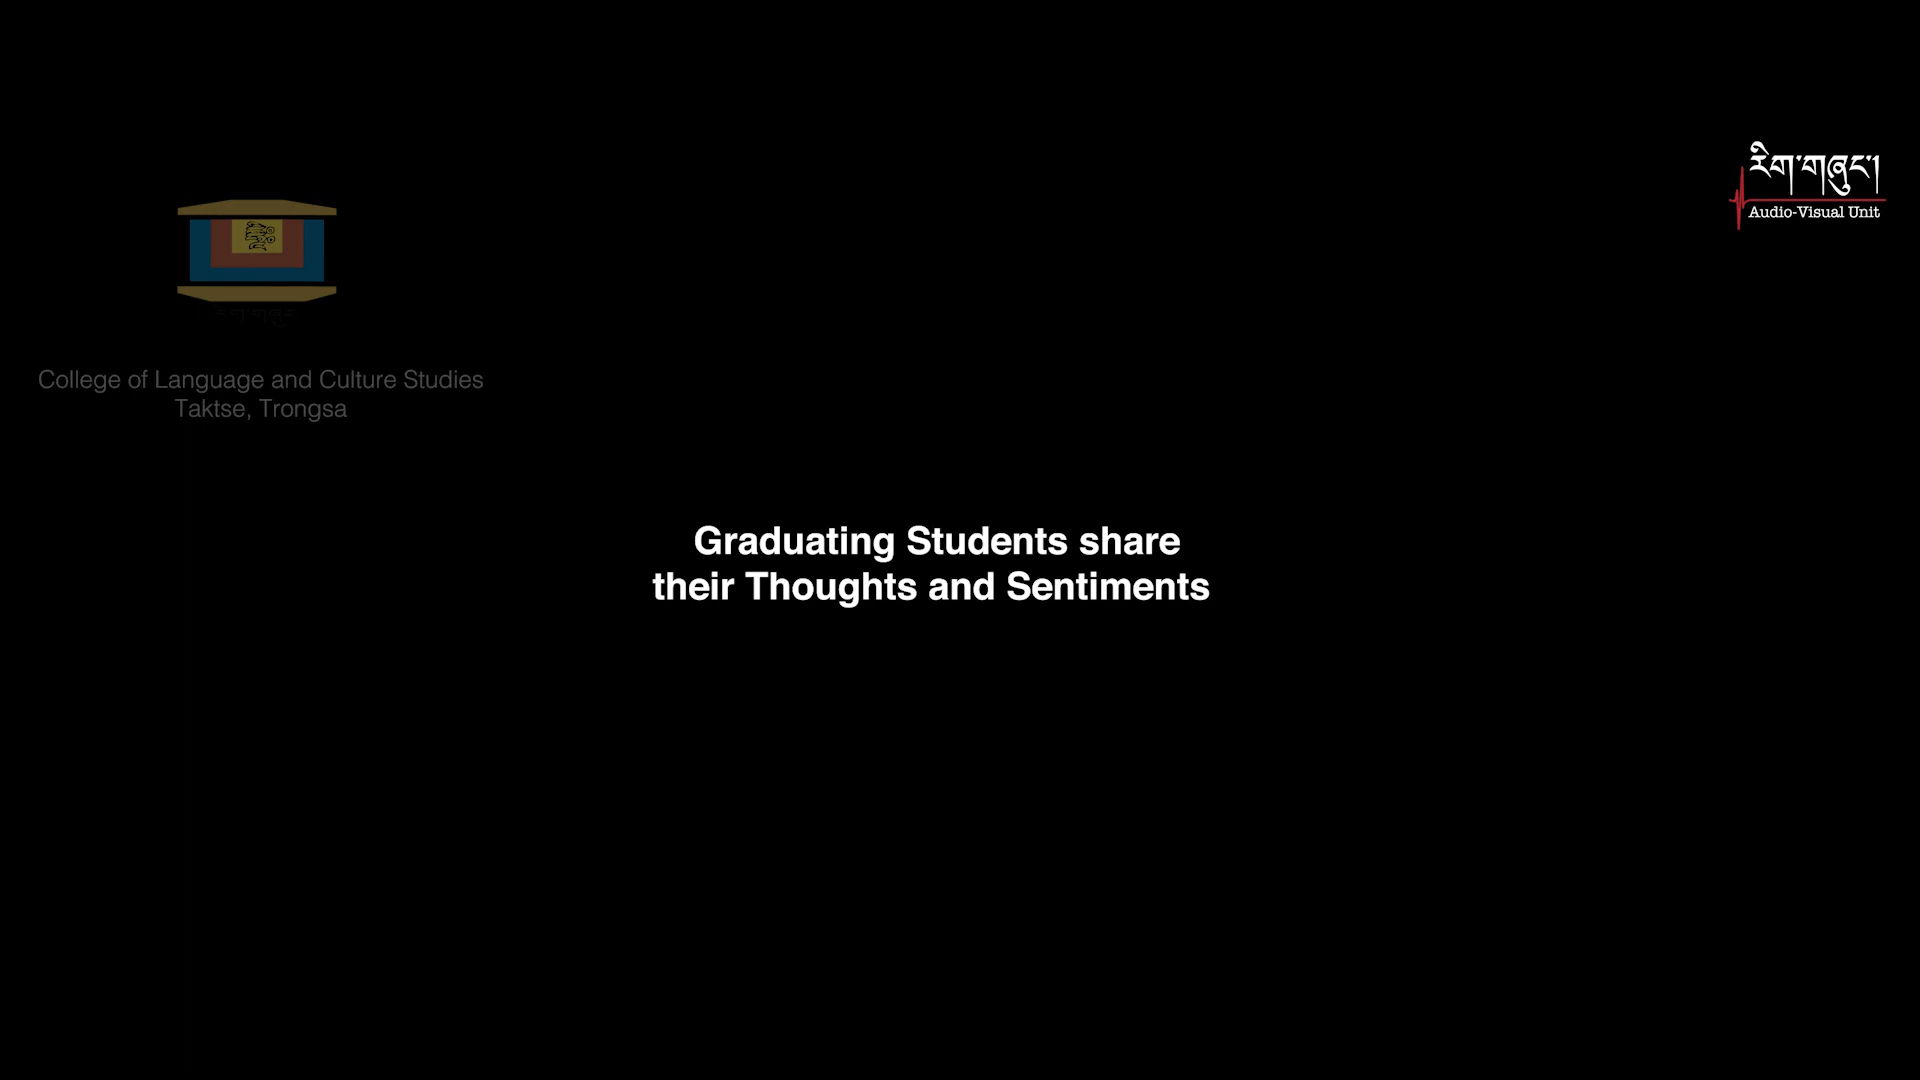 རིག་གཞུང་།
Audio-Visual Unit
རིག་གཞུང
College of Language and Culture Studies
Taktse, Trongsa
Graduating Students share
their Thoughts and Sentiments